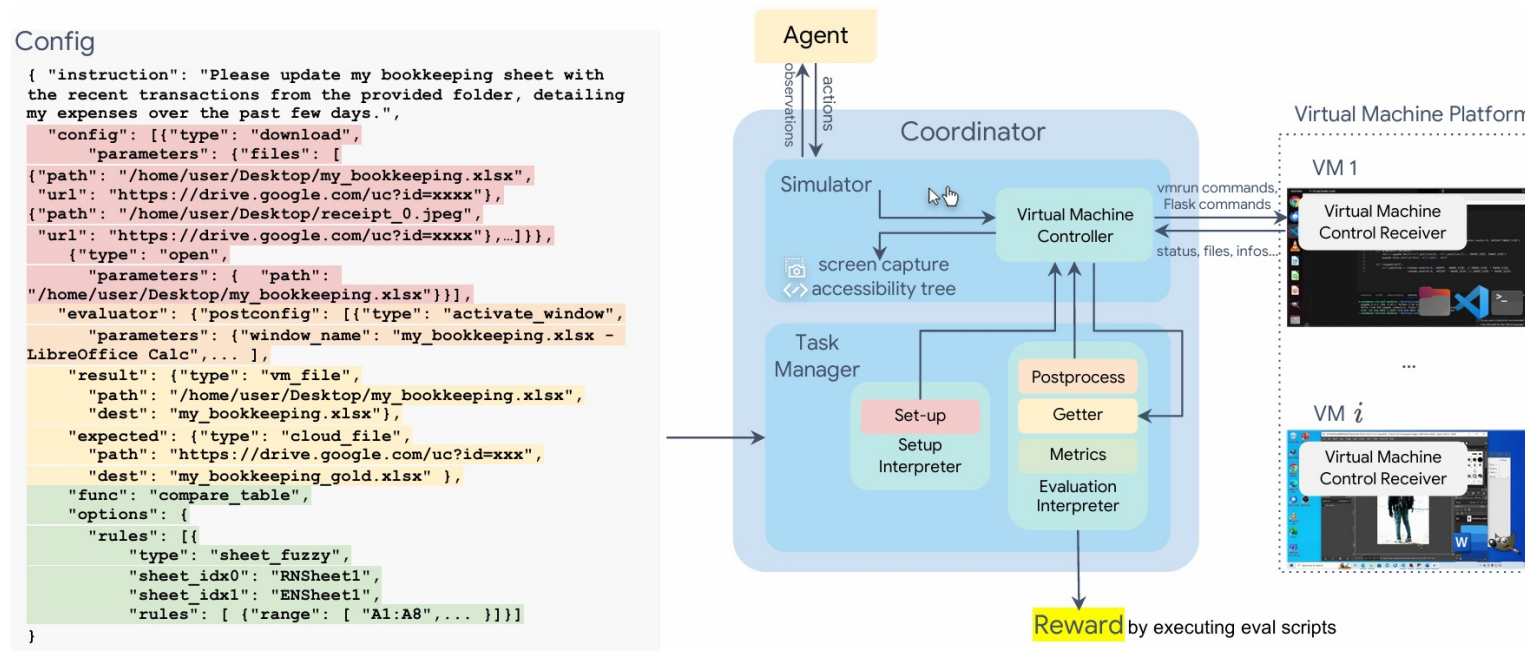 Config
{ "instruction": "Please update my bookkeeping sheet with
the recent transactions from the provided folder, detailing
my expenses over the past few days.",
"config": [{"type": "download",
"parameters": {"files": [
{"path": "/home/user/Desktop/my_bookkeeping.xlsx",
"url": "https://drive.google.com/uc?id=xxxx"},
{"path": "/home/user/Desktop/receipt_0.jpeg",
"url": "https://drive.google.com/uc?id=xxxx"},…]}},
{"type": "open",
"parameters": { "path":
"/home/user/Desktop/my_bookkeeping.xlsx"}}],
"evaluator": {"postconfig": [{"type": "activate_window",
"parameters": {"window_name": "my_bookkeeping.xlsx -
LibreOffice Calc",... ],
"result": {"type": "vm_file",
"path": "/home/user/Desktop/my_bookkeeping.xlsx",
"dest": "my_bookkeeping.xlsx"},
"expected": {"type": "cloud_file",
"path": "https://drive.google.com/uc?id=xxx",
"dest": "my_bookkeeping_gold.xlsx" },
"func": "compare_table",
"options": {
"rules": [{
"type": "sheet_fuzzy",
"sheet_idx0": "RNSheet1",
"sheet_idx1": "ENSheet1",
"rules": [ {"range": [ "A1:A8",... }]}]
}
Agent
observations
actions
Coordinator
Simulator
Virtual Machine
Controller
screen capture
accessibility tree
vmrun commands,
Flask commands
status, files, infos...
Task
Manager
Set-up
Setup
Interpreter
Postprocess
Getter
Metrics
Evaluation
Interpreter
Reward by executing eval scripts
Virtual Machine Platform
VM 1
Virtual Machine
Control Receiver
...
VM i
Virtual Machine
Control Receiver
W